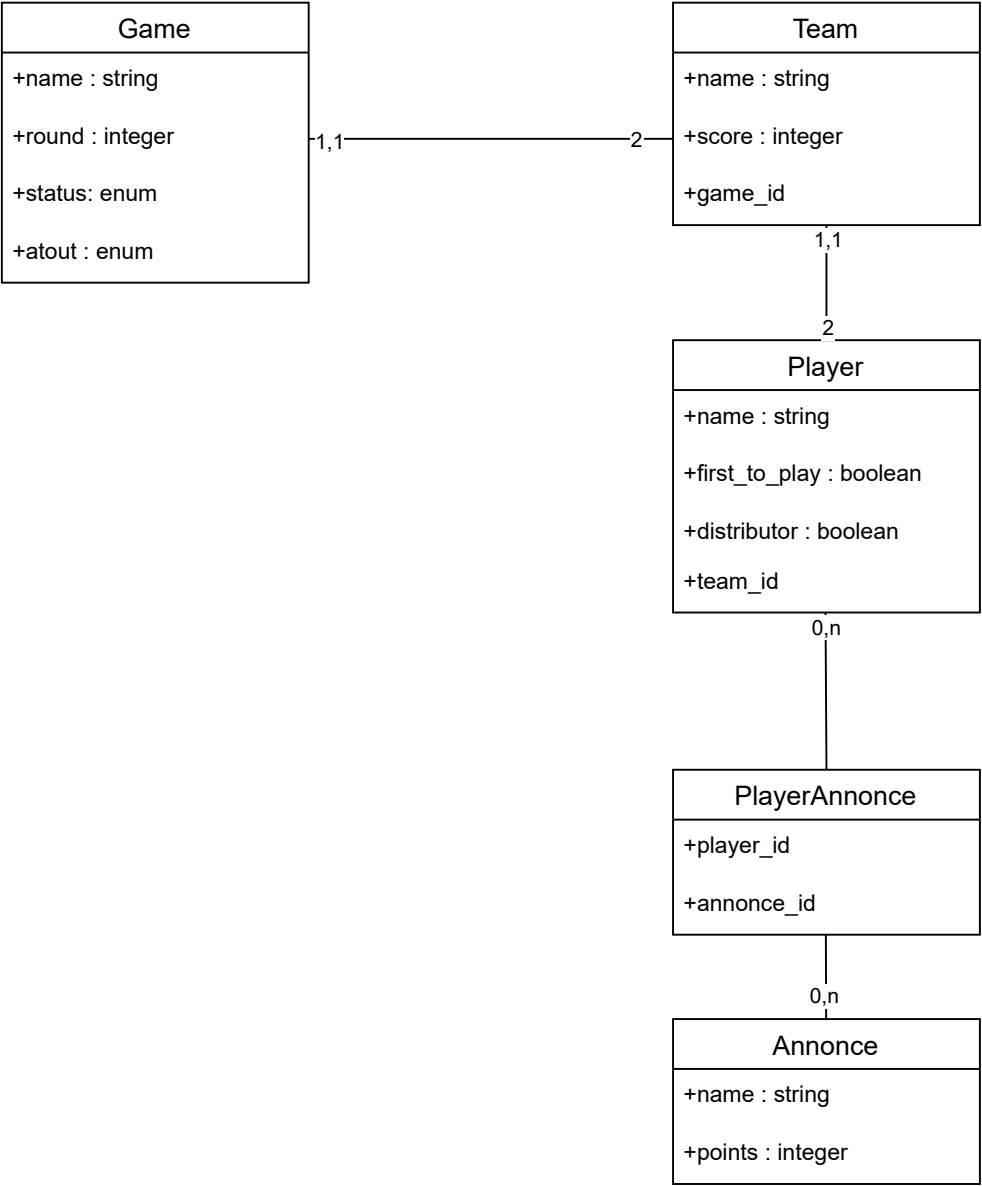 Game
+name : string
+round : integer
+status: enum
+atout : enum
1,1
2
Team
+name : string
+score : integer
+game_id
1,1
2
Player
+name : string
+first_to_play : boolean
+distributor : boolean
+team_id
0,n
PlayerAnnonce
+player_id
+annonce_id
0,n
Annonce
+name : string
+points : integer